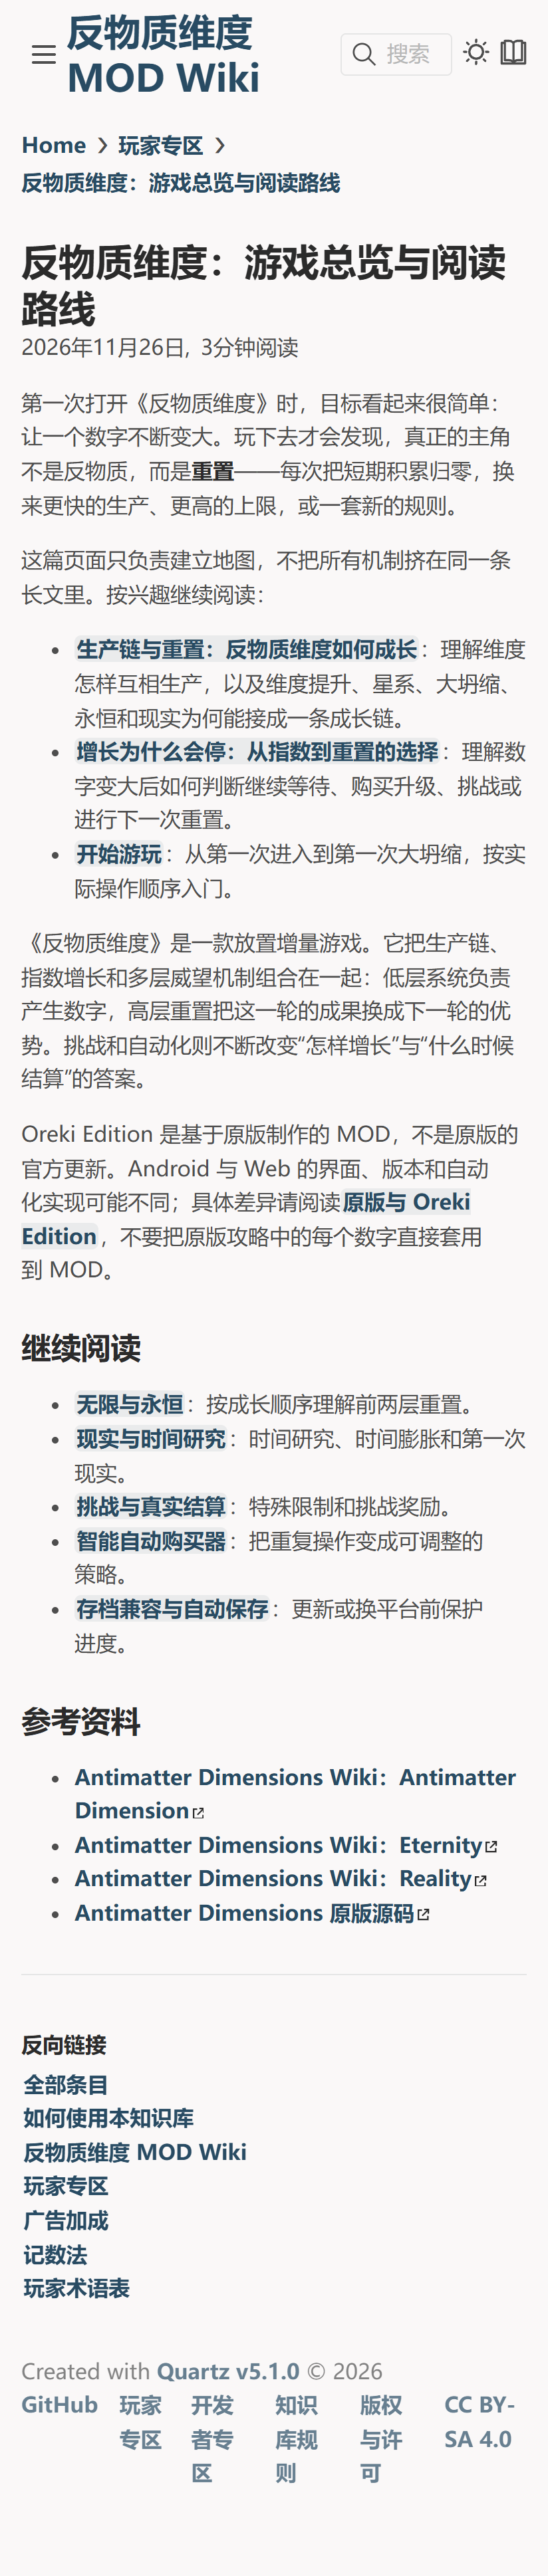 反物质维度
MOD Wiki
搜索
Home › 玩家专区 ›
反物质维度：游戏总览与阅读路线
反物质维度：游戏总览与阅读
路线
2026年11月26日, 3分钟阅读
第一次打开《反物质维度》时，目标看起来很简单：
让一个数字不断变大。玩下去才会发现，真正的主角
不是反物质，而是重置——每次把短期积累归零，换
来更快的生产、更高的上限，或一套新的规则。
这篇页面只负责建立地图，不把所有机制挤在同一条
长文里。按兴趣继续阅读：
• 生产链与重置：反物质维度如何成长：理解维度
怎样互相生产，以及维度提升、星系、大坍缩、
永恒和现实为何能接成一条成长链。
• 增长为什么会停：从指数到重置的选择：理解数
字变大后如何判断继续等待、购买升级、挑战或
进行下一次重置。
• 开始游玩：从第一次进入到第一次大坍缩，按实
际操作顺序入门。
《反物质维度》是一款放置增量游戏。它把生产链、
指数增长和多层威望机制组合在一起：低层系统负责
产生数字，高层重置把这一轮的成果换成下一轮的优
势。挑战和自动化则不断改变“怎样增长”与“什么时候
结算”的答案。
Oreki Edition 是基于原版制作的 MOD，不是原版的
官方更新。Android 与 Web 的界面、版本和自动
化实现可能不同；具体差异请阅读原版与 Oreki
Edition，不要把原版攻略中的每个数字直接套用
到 MOD。
继续阅读
• 无限与永恒：按成长顺序理解前两层重置。
• 现实与时间研究：时间研究、时间膨胀和第一次
现实。
• 挑战与真实结算：特殊限制和挑战奖励。
• 智能自动购买器：把重复操作变成可调整的
策略。
• 存档兼容与自动保存：更新或换平台前保护
进度。
参考资料
• Antimatter Dimensions Wiki：Antimatter
Dimension
• Antimatter Dimensions Wiki：Eternity
• Antimatter Dimensions Wiki：Reality
• Antimatter Dimensions 原版源码
反向链接
全部条目
如何使用本知识库
反物质维度 MOD Wiki
玩家专区
广告加成
记数法
玩家术语表
Created with Quartz v5.1.0 © 2026
GitHub 玩家 开发 知识 版权 CC BY-
专区 者专 库规 与许 SA 4.0
区 则 可